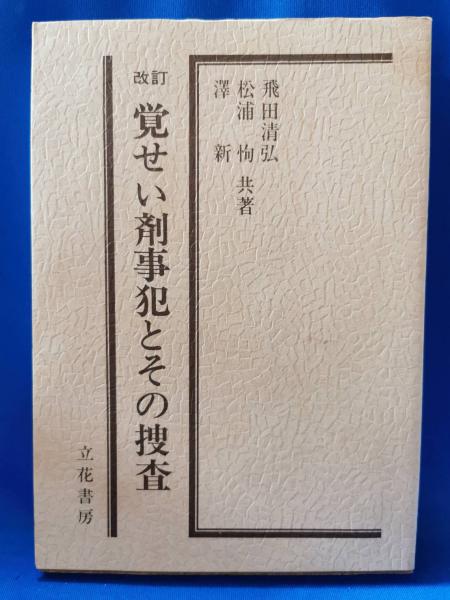 飛田清弘
松浦恂 共著
澤新
改訂 覚せい剤事犯とその捜査
立花書房